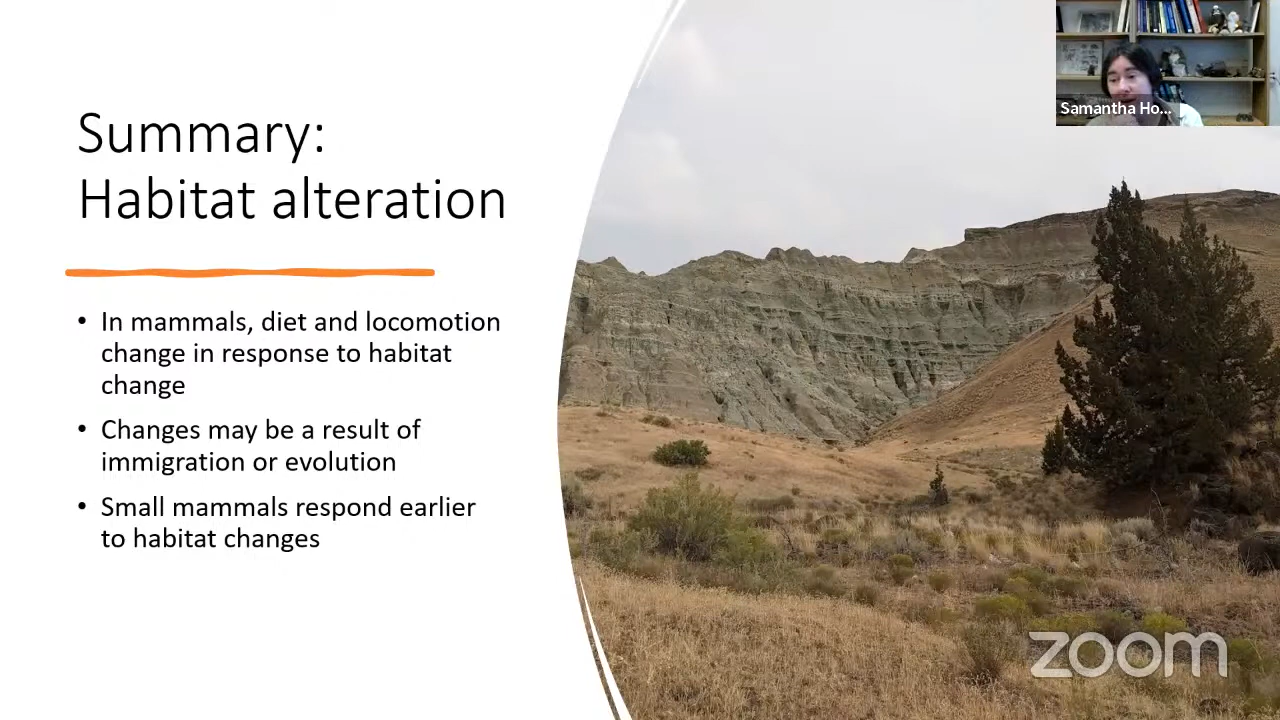 Summary:
Habitat alteration
• In mammals, diet and locomotion
change in response to habitat
change
• Changes may be a result of
immigration or evolution
• Small mammals respond earlier
to habitat changes
Samantha Ho...
zoom